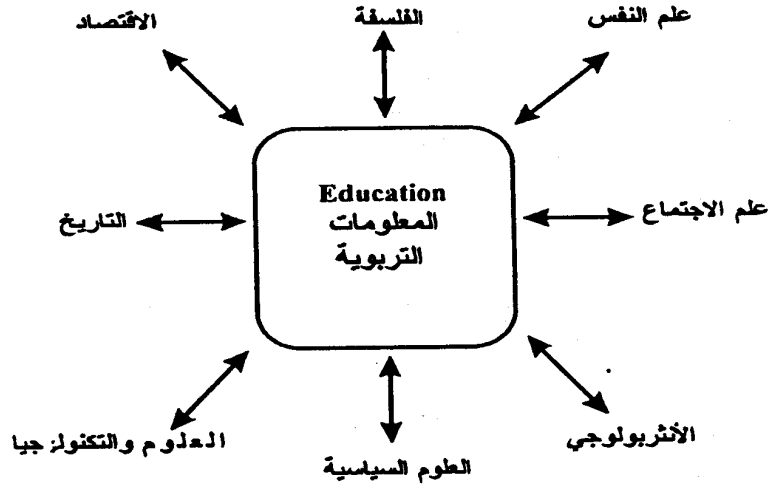 علم النفس
الفلسفة
الاقتصاد
Education
المعلومات
التربوية
علم الاجتماع
التاريخ
الأنثربولوجي
العلوم السياسية
العلوم والتكنولوجيا